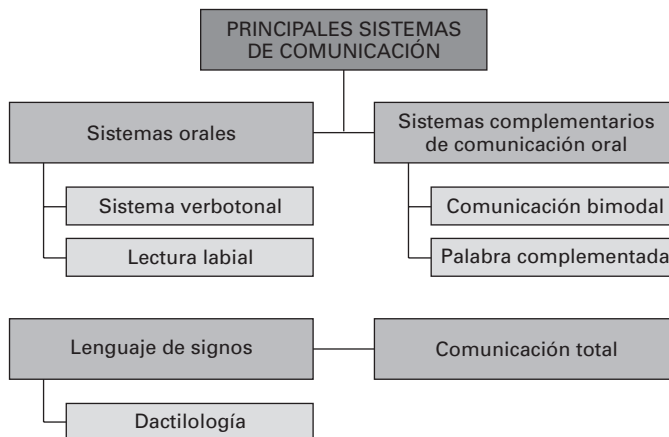 PRINCIPALES SISTEMAS
DE COMUNICACIÓN
Sistemas orales
Sistema verbotonal
Lectura labial
Sistemas complementarios
de comunicación oral
Comunicación bimodal
Palabra complementada
Lenguaje de signos
Dactilología
Comunicación total